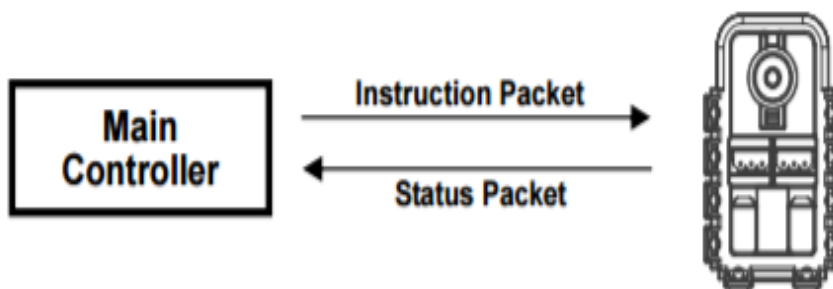 Main
Controller
Instruction Packet
Status Packet